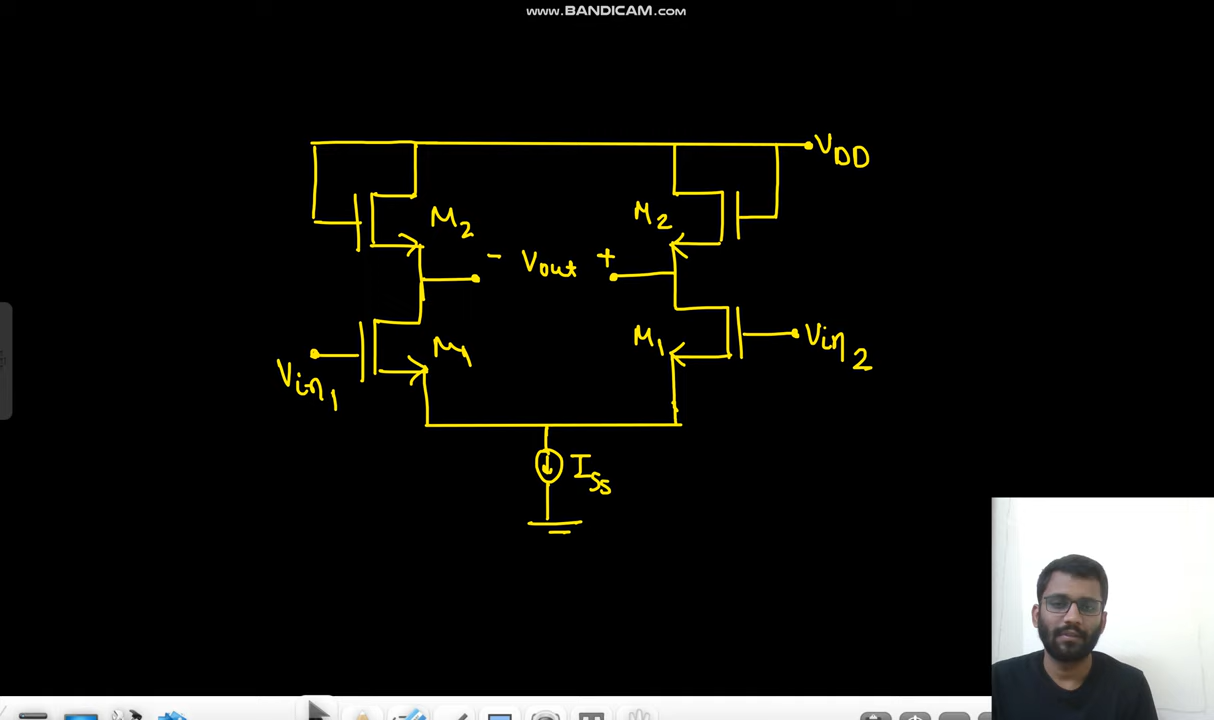 www.BANDICAM.com
VDD
M2
M2
- Vout +
M1
M1
Vin1
Vin2
ISS